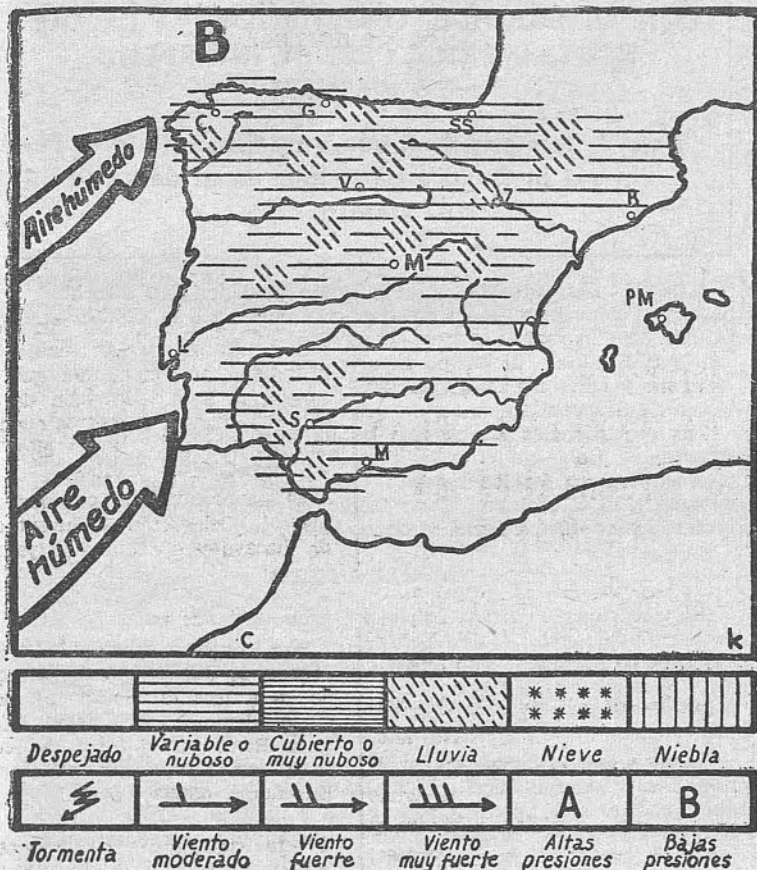 B
Aire húmedo
C
G
SS
V
Z
B
M
PM
L
V
S
M
Aire
húmedo
C
k
Despejado
Variable o
nuboso
Cubierto o
muy nuboso
Lluvia
Nieve
Niebla
A
B
Tormenta
Viento
moderado
Viento
fuerte
Viento
muy fuerte
Altas
presiones
Bajas
presiones